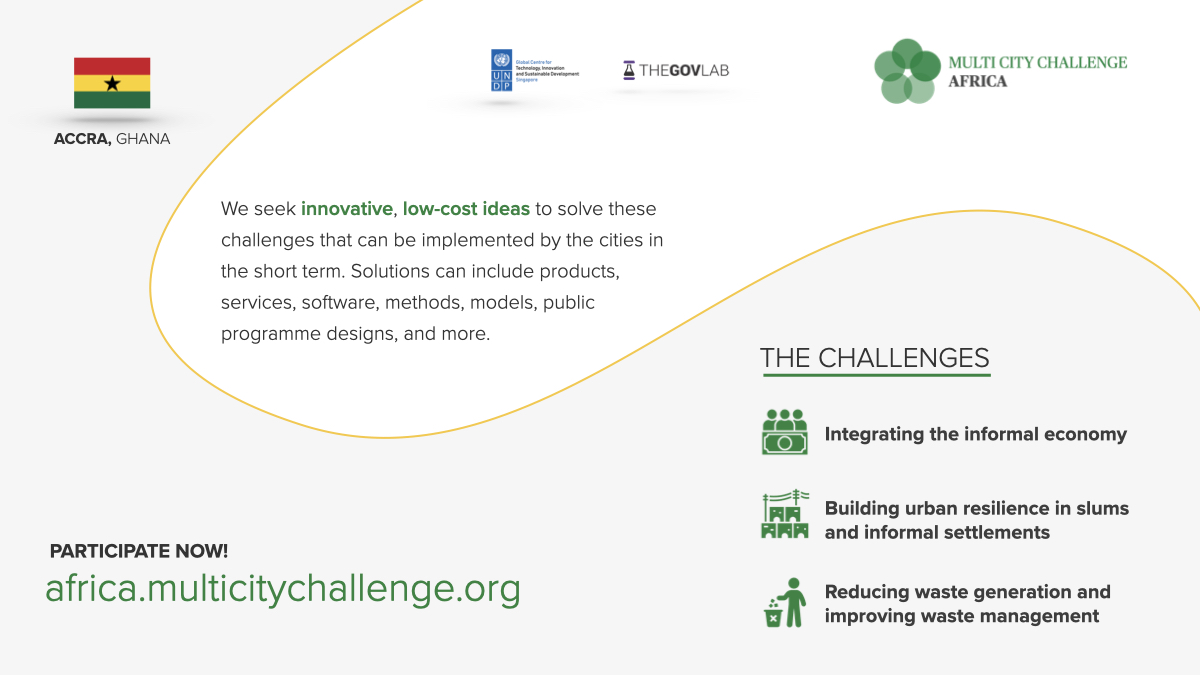 ACCRA, GHANA
UN
DP
Global Centre for
Technology, Innovation
and Sustainable Development
Singapore
THEGOVLAB
MULTI CITY CHALLENGE
AFRICA
We seek innovative, low-cost ideas to solve these
challenges that can be implemented by the cities in
the short term. Solutions can include products,
services, software, methods, models, public
programme designs, and more.
THE CHALLENGES
Integrating the informal economy
Building urban resilience in slums
and informal settlements
Reducing waste generation and
improving waste management
PARTICIPATE NOW!
africa.multicitychallenge.org